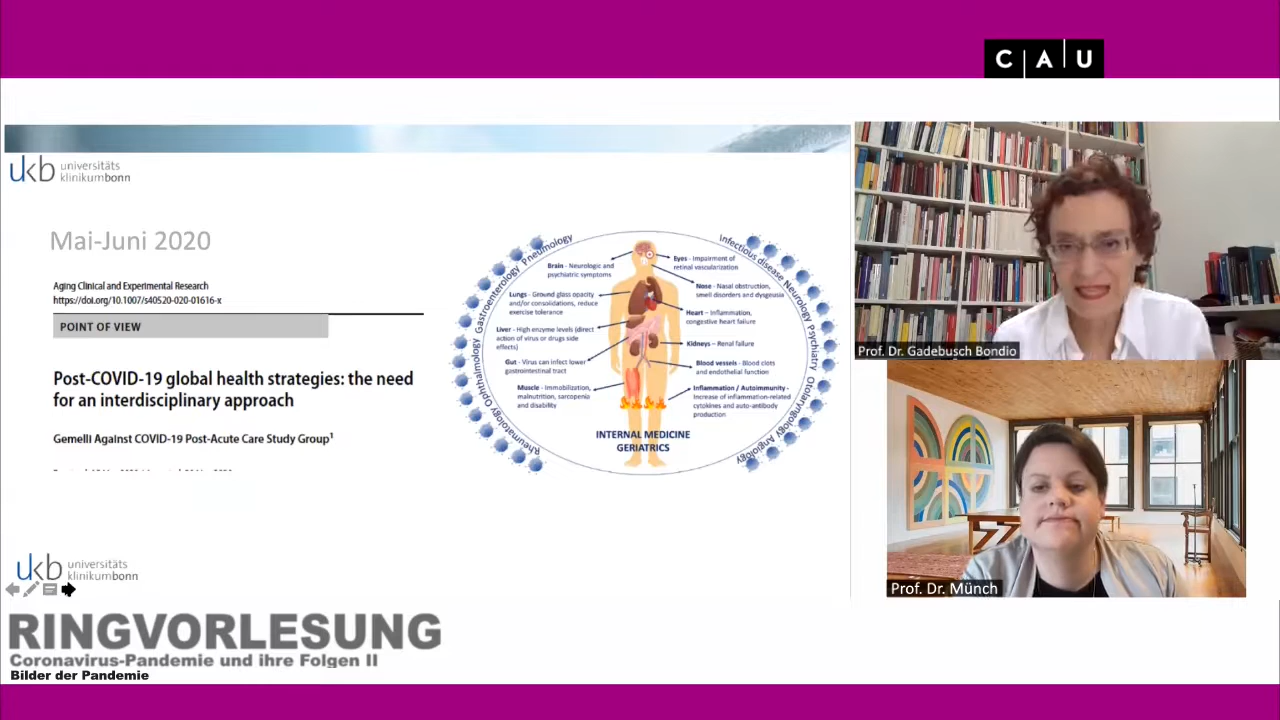 C A U
ukb universitäts
klinikumbonn
Mai-Juni 2020
Aging Clinical and Experimental Research
https://doi.org/10.1007/s40520-020-01616-x
POINT OF VIEW
Post-COVID-19 global health strategies: the need
for an interdisciplinary approach
Gemelli Against COVID-19 Post-Acute Care Study Group1
Rheumatology Ophthalmology Gastroenterology Pneumology
Infectious disease Neurology Psychiatry Otolaryngology Angiology
Brain - Neurologic and
psychiatric symptoms
Lungs - Ground glass opacity
and/or consolidations, reduce
exercise tolerance
Liver - High enzyme levels (direct
action of virus or drugs side
effects)
Gut - Virus can infect lower
gastrointestinal tract
Muscle - Immobilization,
malnutrition, sarcopenia
and disability
Eyes - Impairment of
retinal vascularization
Nose - Nasal obstruction,
smell disorders and dysgeusia
Heart – Inflammation,
congestive heart failure
Kidneys – Renal failure
Blood vessels - Blood clots
and endothelial function
Inflammation / Autoimmunity -
Increase of inflammation-related
cytokines and auto-antibody
production
INTERNAL MEDICINE
GERIATRICS
ukb universitäts
klinikumbonn
Prof. Dr. Gadebusch Bondio
Prof. Dr. Münch
RINGVORLESUNG
Coronavirus-Pandemie und ihre Folgen II
Bilder der Pandemie